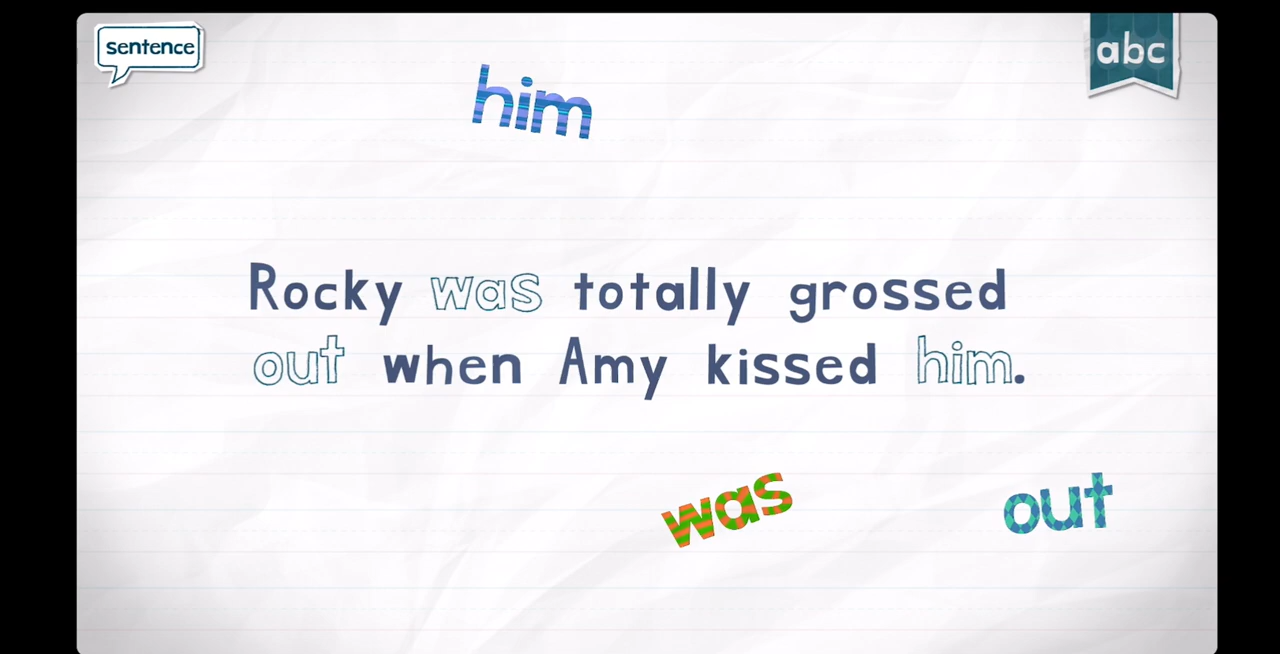 sentence
abc
him
Rocky was totally grossed
out when Amy kissed him.
was
out